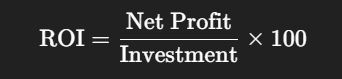 ROI = Net Profit / Investment × 100